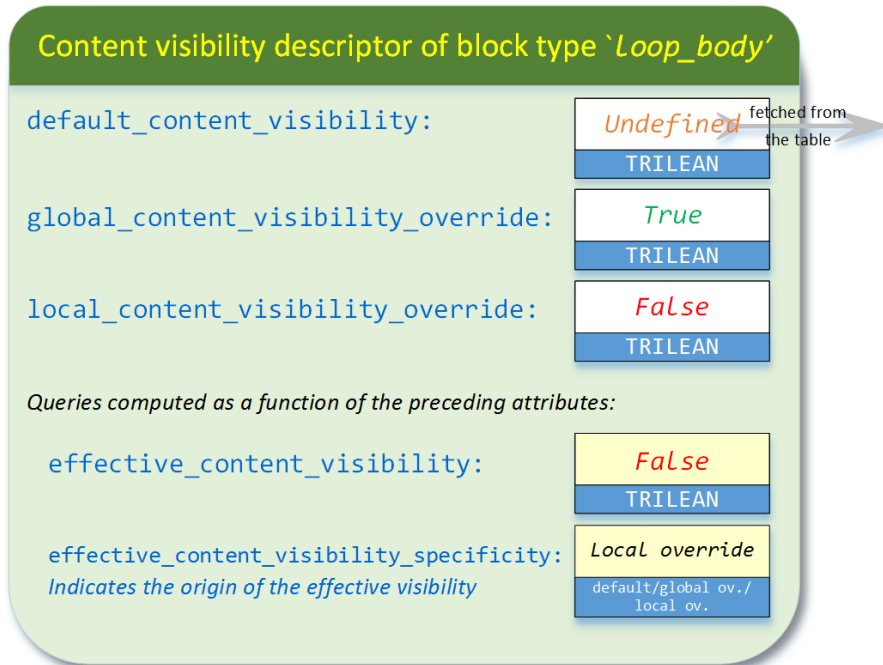 Content visibility descriptor of block type `Loop_body’
default_content_visibility:
Undefined
fetched from
the table
TRILEAN
global_content_visibility_override:
True
TRILEAN
local_content_visibility_override:
False
TRILEAN
Queries computed as a function of the preceding attributes:
effective_content_visibility:
False
TRILEAN
effective_content_visibility_specificity:
Indicates the origin of the effective visibility
Local override
default/global ov./
local ov.